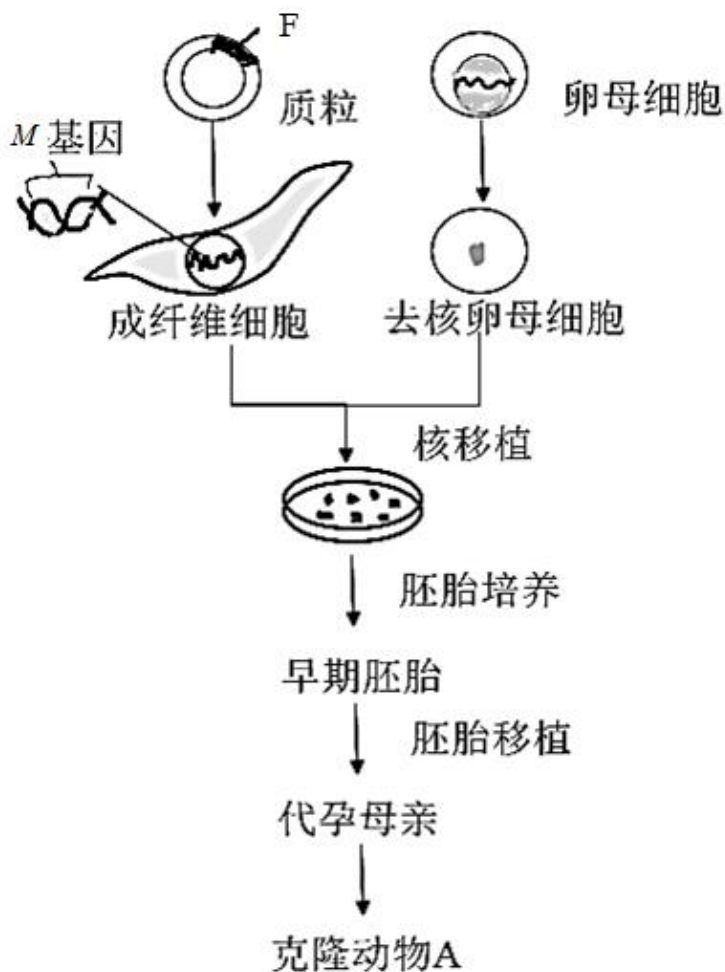 F
质粒
卵母细胞
M 基因
成纤维细胞
去核卵母细胞
核移植
胚胎培养
早期胚胎
胚胎移植
代孕母亲
克隆动物A